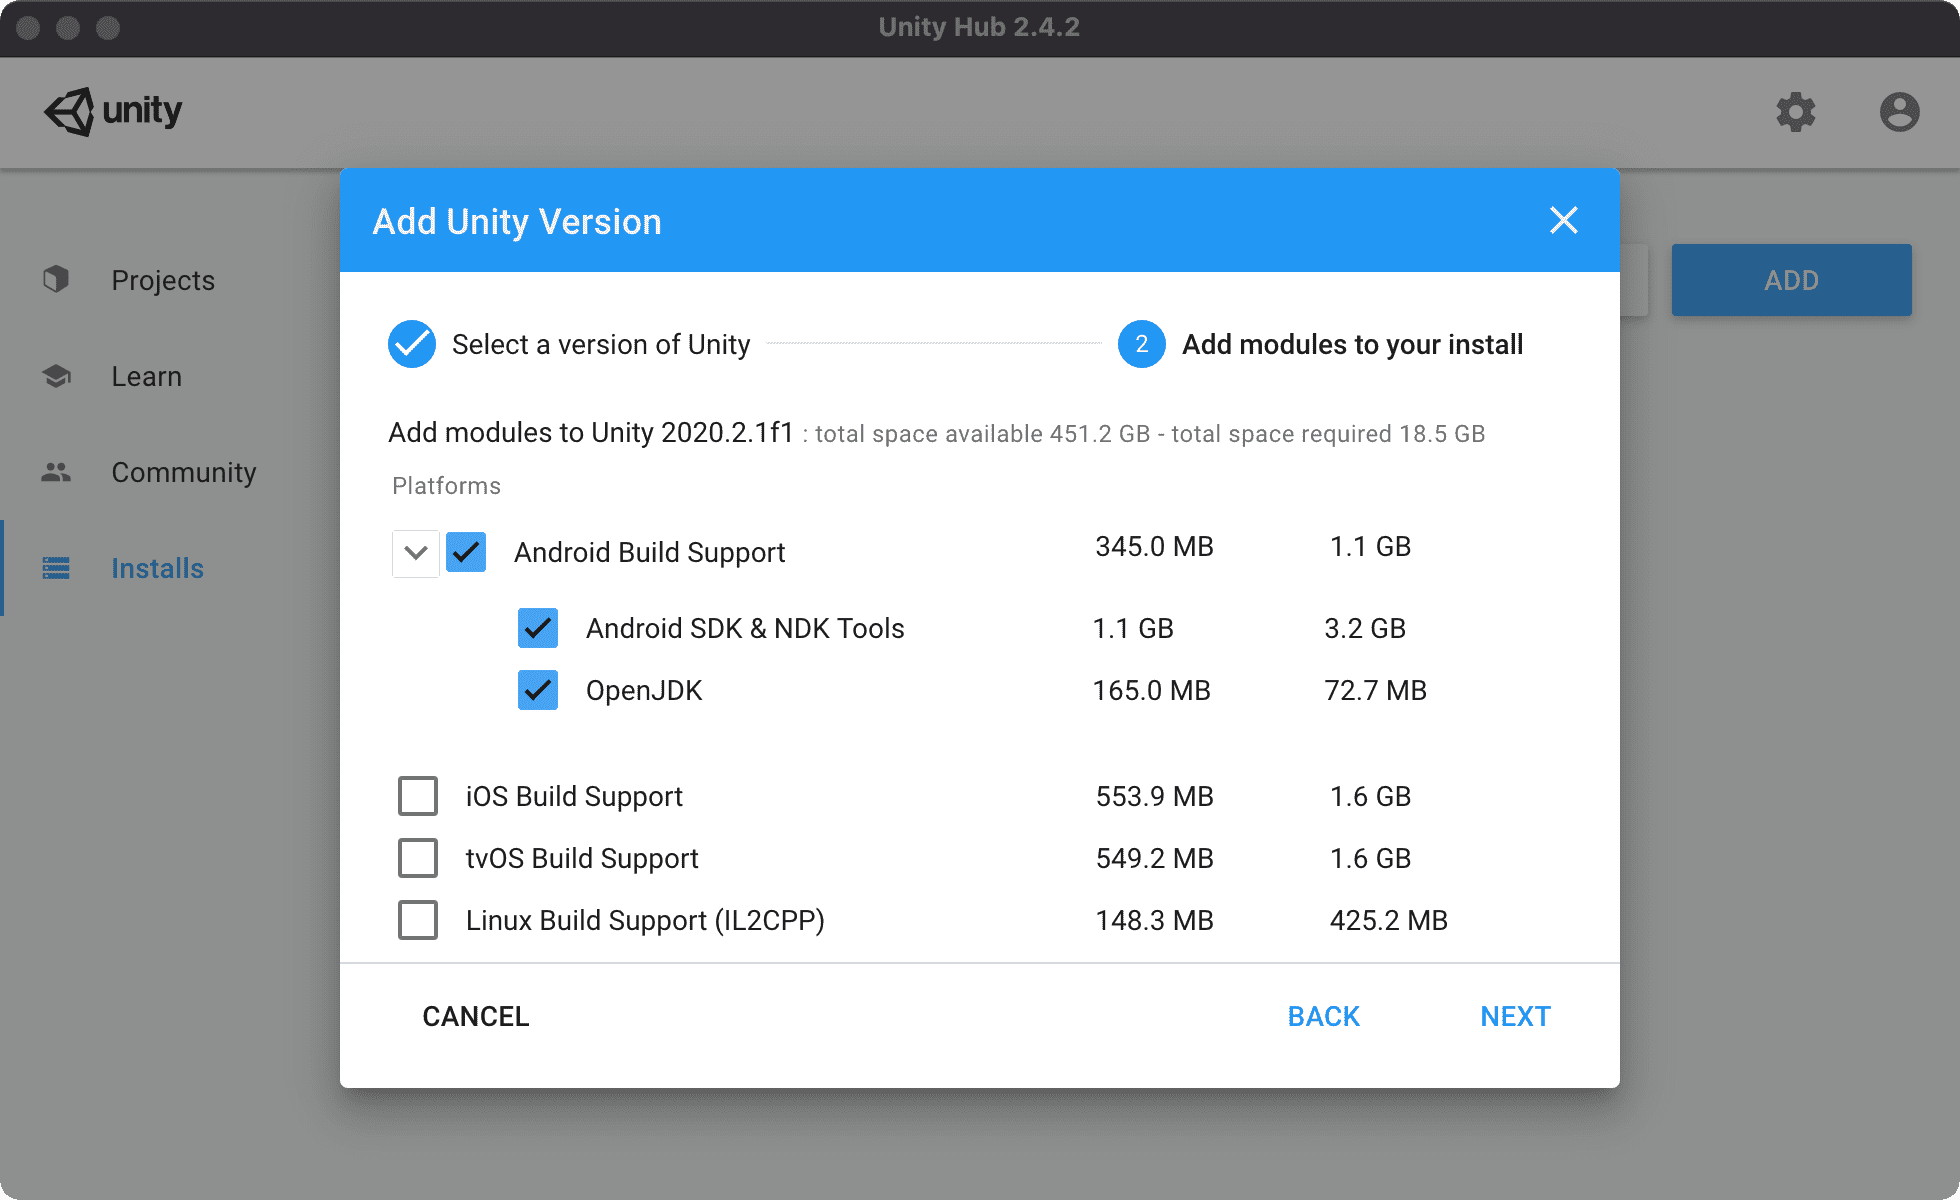 Unity Hub 2.4.2
unity
Add Unity Version
Projects
ADD
Select a version of Unity
2 Add modules to your install
Learn
Add modules to Unity 2020.2.1f1 : total space available 451.2 GB - total space required 18.5 GB
Community
Platforms
Android Build Support 345.0 MB 1.1 GB
Installs
Android SDK & NDK Tools 1.1 GB 3.2 GB
OpenJDK 165.0 MB 72.7 MB
iOS Build Support 553.9 MB 1.6 GB
tvOS Build Support 549.2 MB 1.6 GB
Linux Build Support (IL2CPP) 148.3 MB 425.2 MB
CANCEL BACK NEXT